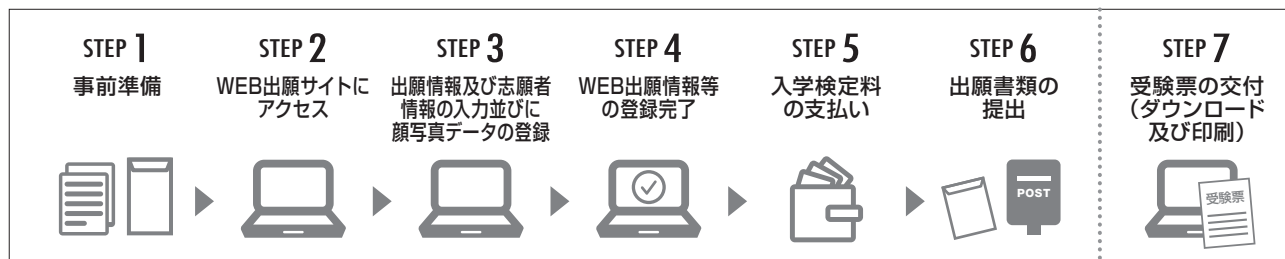 STEP 1
事前準備
STEP 2
WEB出願サイトに
アクセス
STEP 3
出願情報及び志願者
情報の入力並びに
顔写真データの登録
STEP 4
WEB出願情報等
の登録完了
STEP 5
入学検定料
の支払い
STEP 6
出願書類の
提出
POST
STEP 7
受験票の交付
（ダウンロード
及び印刷）
受験票